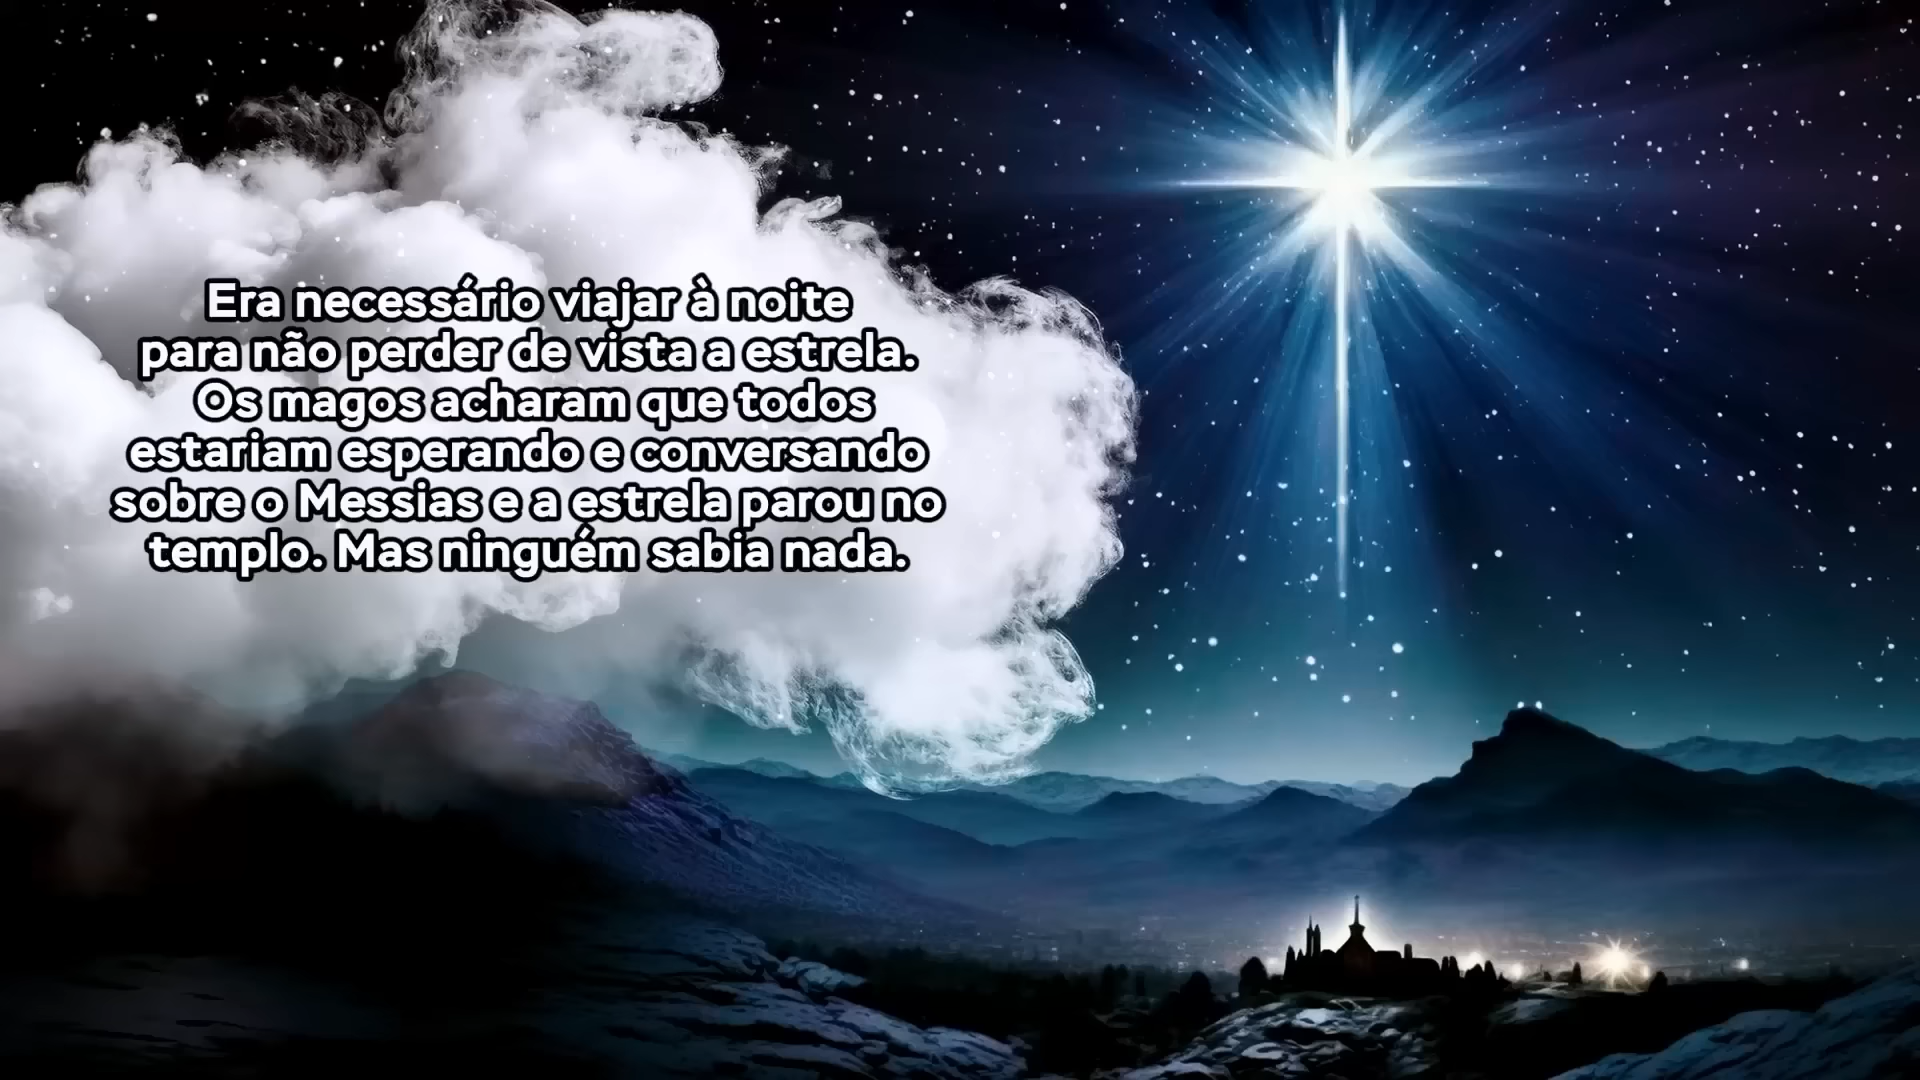 Era necessário viajar à noite
para não perder de vista a estrela.
Os magos acharam que todos
estariam esperando e conversando
sobre o Messias e a estrela parou no
templo. Mas ninguém sabia nada.